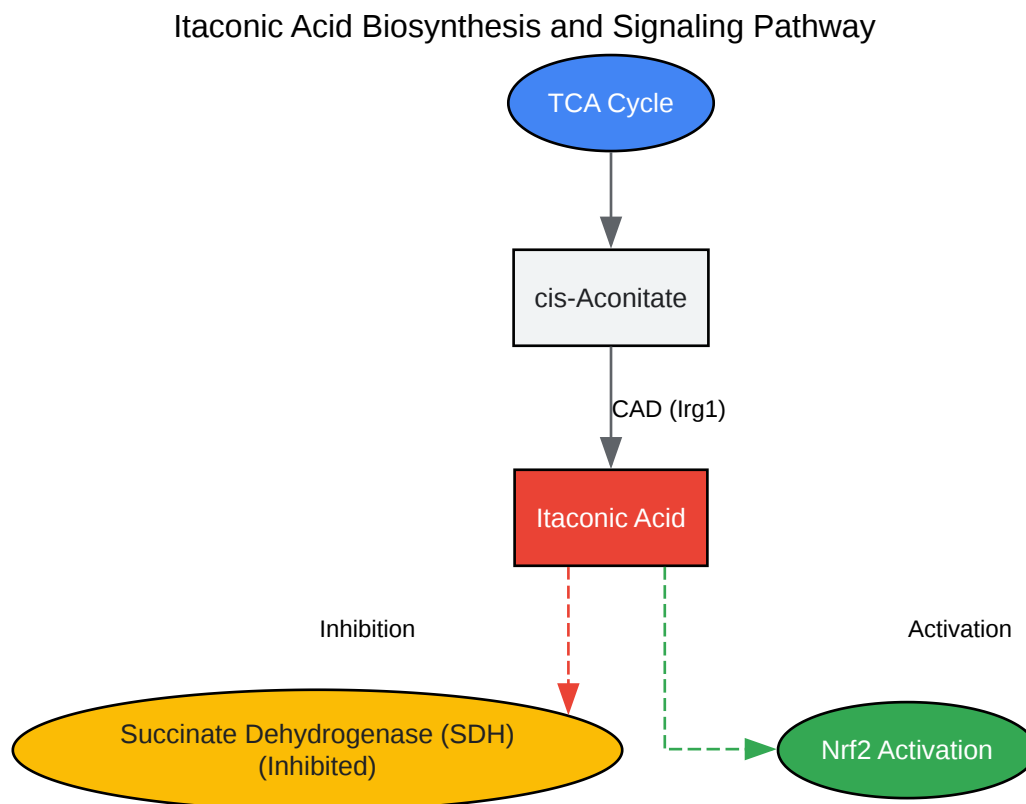 Itaconic Acid Biosynthesis and Signaling Pathway
TCA Cycle
cis-Aconitate
CAD (Irg1)
Itaconic Acid
Inhibition
Activation
Succinate Dehydrogenase (SDH)
(Inhibited)
Nrf2 Activation